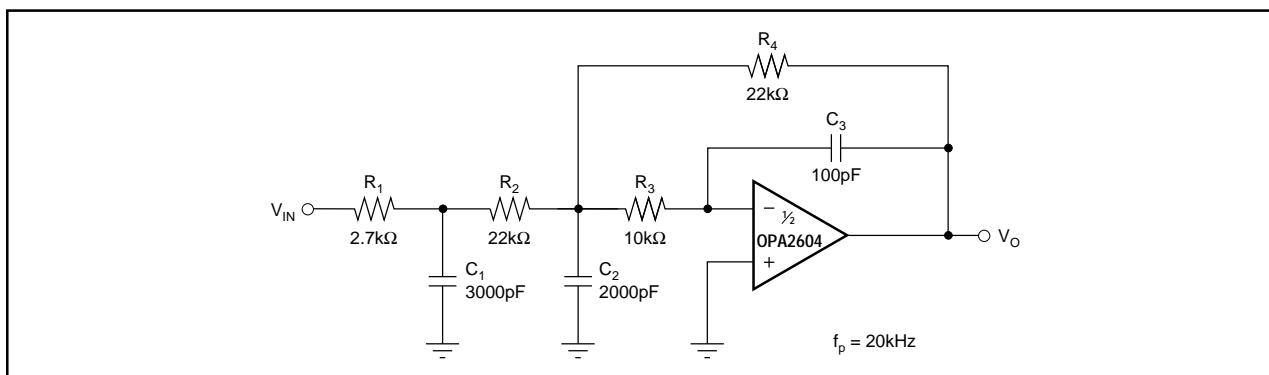 R4
22kΩ
C3
100pF
R1
R2
R3
VIN
2.7kΩ
22kΩ
10kΩ
–
½
OPA2604
+
VO
C1
3000pF
C2
2000pF
fp = 20kHz